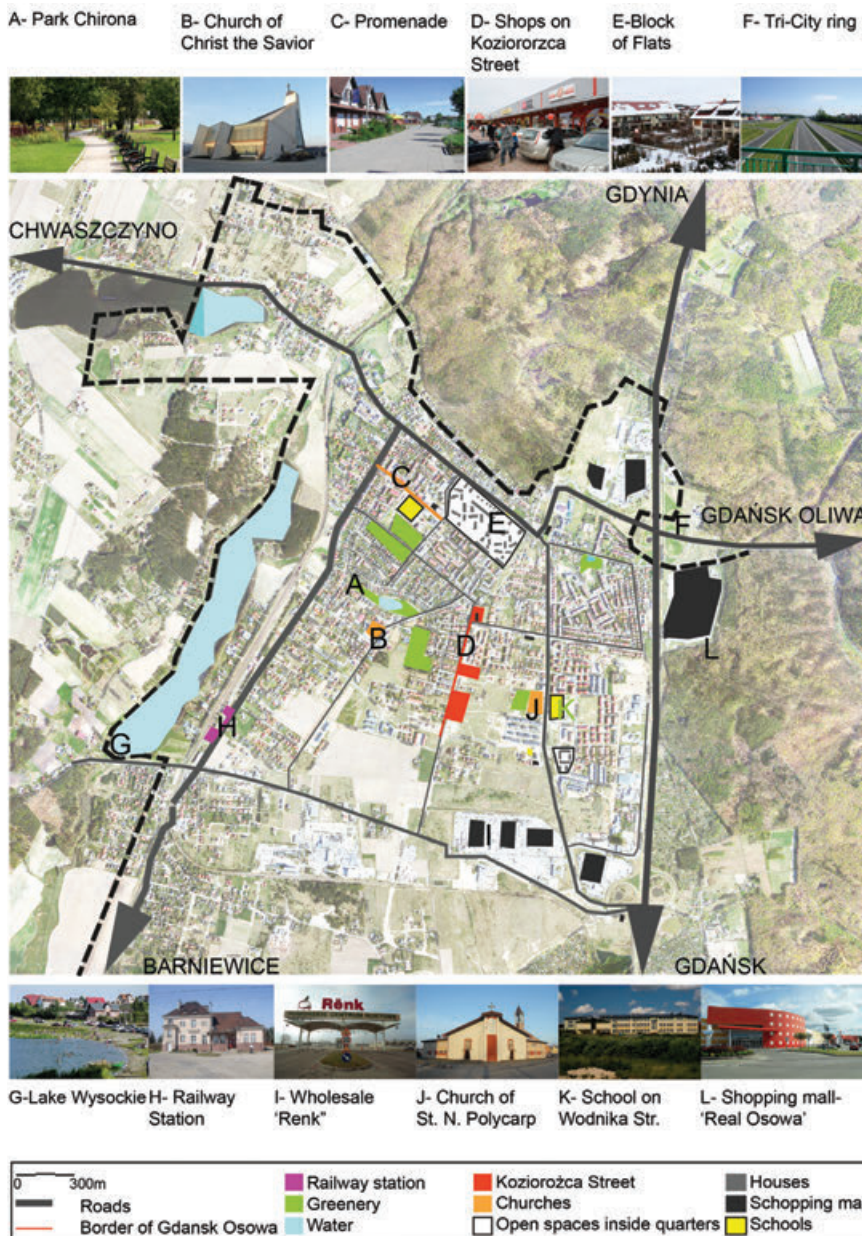 A- Park Chirona
B- Church of
Christ the Savior
C- Promenade
D- Shops on
Koziororzca
Street
E-Block
of Flats
F- Tri-City ring
GDYNIA
CHWASZCZYNO
C
E
F
GDAŃSK OLIWA
A
B
D
L
J
K
H
G
BARNIEWICE
GDAŃSK
Rënk
G-Lake Wysockie
H- Railway
Station
I- Wholesale
'Renk"
J- Church of
St. N. Polycarp
K- School on
Wodnika Str.
L- Shopping mall-
'Real Osowa'
0 300m
Roads
Border of Gdansk Osowa
Railway station
Greenery
Water
Koziorożca Street
Churches
Open spaces inside quarters
Houses
Schopping ma
Schools